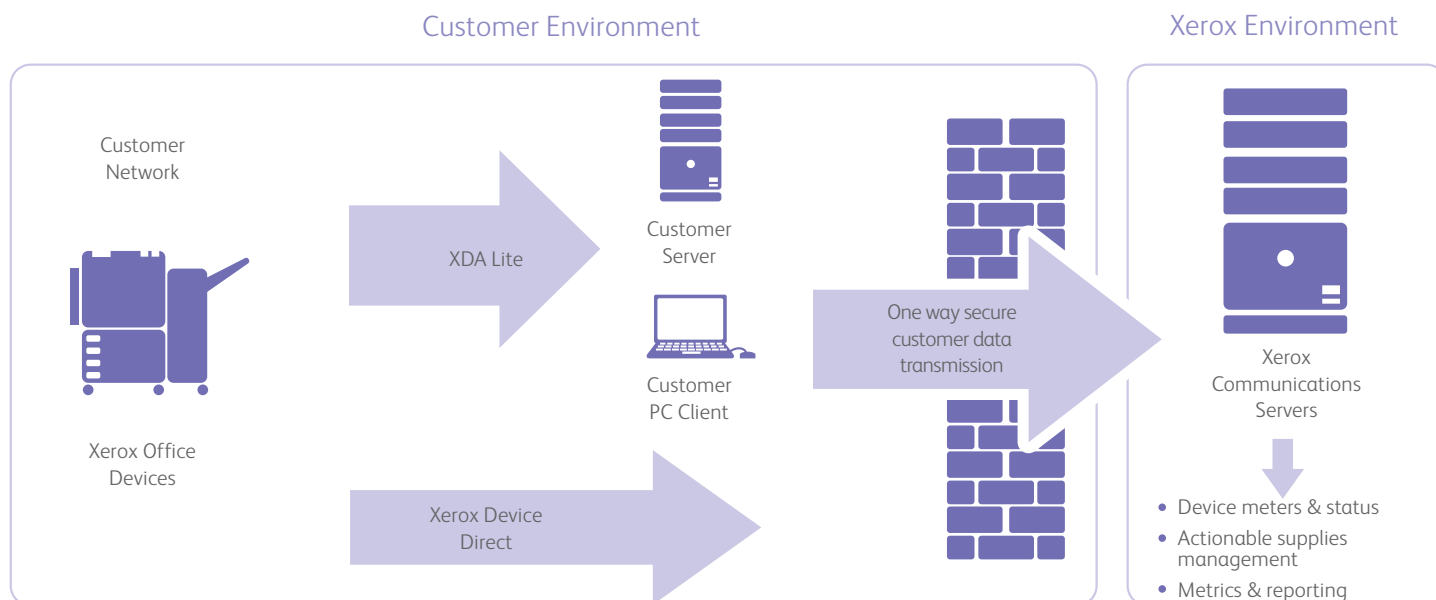 Customer Environment
Xerox Environment
Customer
Network
XDA Lite
Customer
Server
Customer
PC Client
Xerox Office
Devices
Xerox Device
Direct
One way secure
customer data
transmission
Xerox
Communications
Servers
• Device meters & status
• Actionable supplies
management
• Metrics & reporting